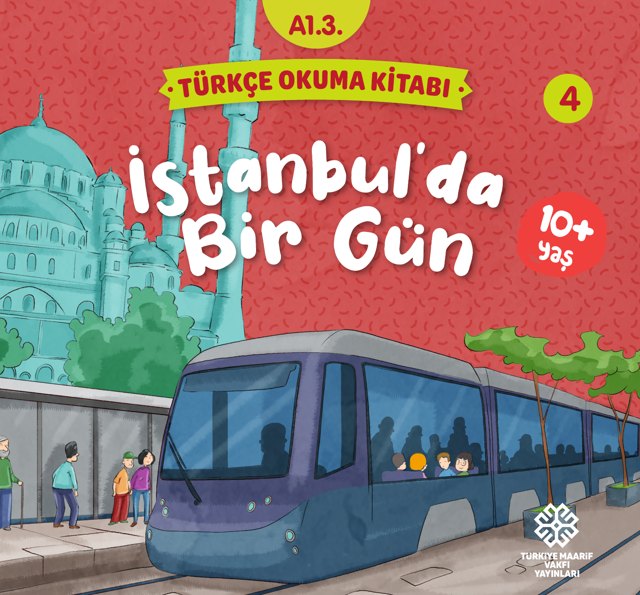 A1.3.
TÜRKÇE OKUMA KİTABI
4
İstanbul'da
Bir Gün
10+
yaş
TÜRKİYE MAARİF
VAKFI
YAYINLARI